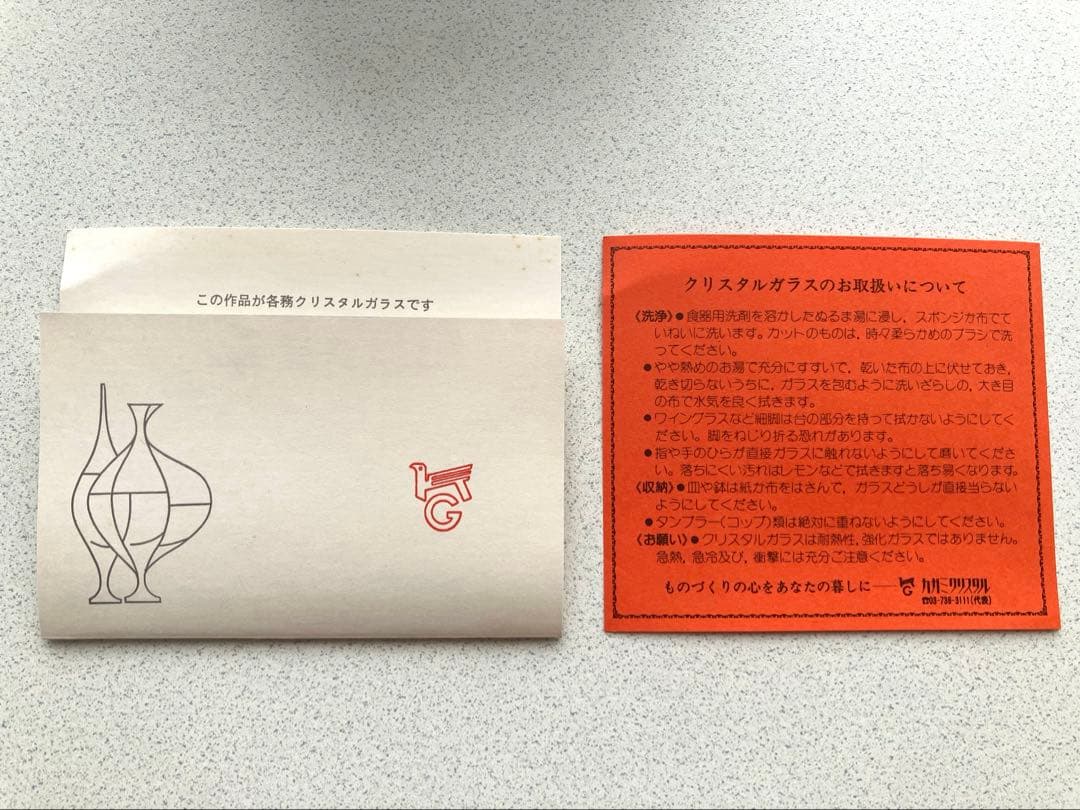 この作品が各務クリスタルガラスです
G
クリスタルガラスのお取扱いについて
《洗浄》●食器用洗剤を溶かしたぬるま湯に浸し，スポンジか布でて
いねいに洗います。カットのものは，時々柔らかめのブラシで洗
ってください。
●やや熱めのお湯で充分にすすいで，乾いた布の上に伏せておき，
乾き切らないうちに，ガラスを包むように洗いざらしの，大き目
の布で水気を良く拭きます。
●ワイングラスなど細脚は台の部分を持って拭かないようにしてく
ださい。脚をねじり折る恐れがあります。
●指や手のひらが直接ガラスに触れないようにして磨いてくださ
い。落ちにくい汚れはレモンなどで拭きますと落ち易くなります。
《収納》●皿や鉢は紙か布をはさんで，ガラスどうしが直接当らない
ようにしてください。
●タンブラー(コップ)類は絶対に重ねないようにしてください。
《お願い》●クリスタルガラスは耐熱性，強化ガラスではありません。
急熱，急冷及び，衝撃には充分ご注意ください。
ものづくりの心をあなたの暮しに── G カガミクリスタル
☎03-736-3111(代表)